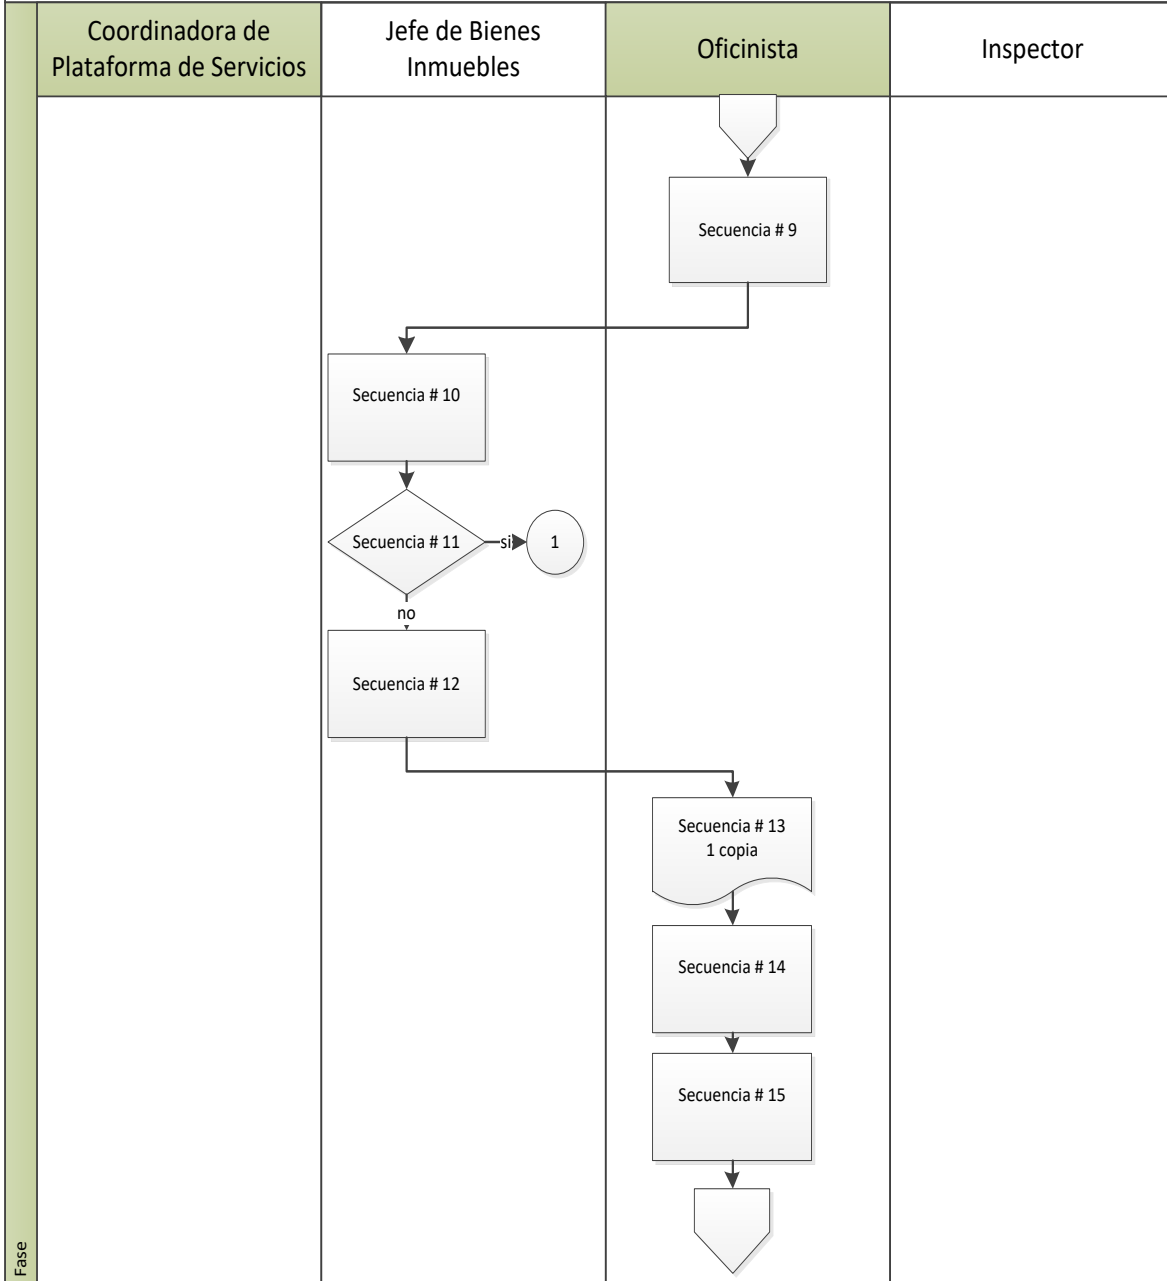 Coordinadora de
Plataforma de Servicios
Jefe de Bienes
Inmuebles
Oficinista
Inspector
Secuencia # 9
Secuencia # 10
Secuencia # 11
si
1
no
Secuencia # 12
Secuencia # 13
1 copia
Secuencia # 14
Secuencia # 15
Fase